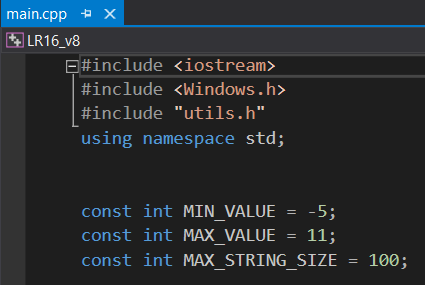 main.cpp
LR16_v8
#include <iostream>
#include <Windows.h>
#include "utils.h"
using namespace std;
const int MIN_VALUE = -5;
const int MAX_VALUE = 11;
const int MAX_STRING_SIZE = 100;